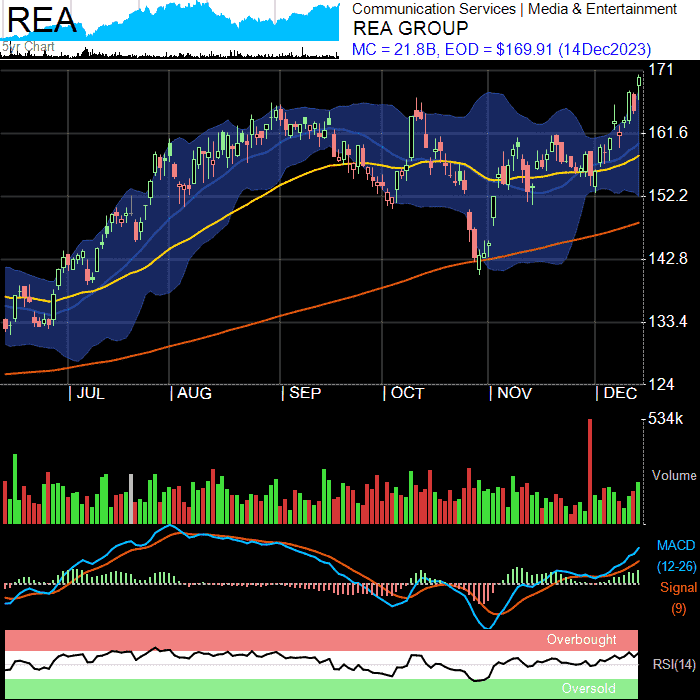 REA
5yr Chart
Communication Services | Media & Entertainment
REA GROUP
MC = 21.8B, EOD = $169.91 (14Dec2023)
171
161.6
152.2
142.8
133.4
124
JUL
AUG
SEP
OCT
NOV
DEC
534k
Volume
MACD
(12-26)
Signal
(9)
Overbought
RSI(14)
Oversold